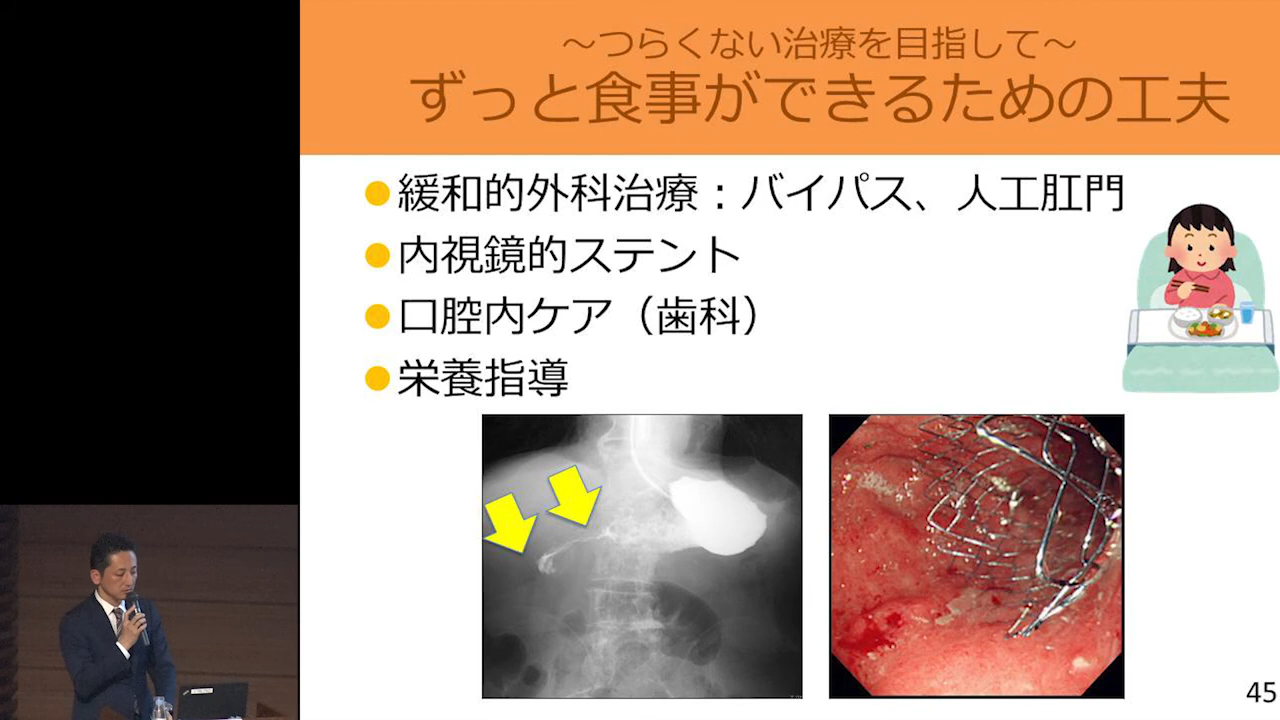 ～つらくない治療を目指して～
ずっと食事ができるための工夫
●緩和的外科治療：バイパス、人工肛門
●内視鏡的ステント
●口腔内ケア（歯科）
●栄養指導
45